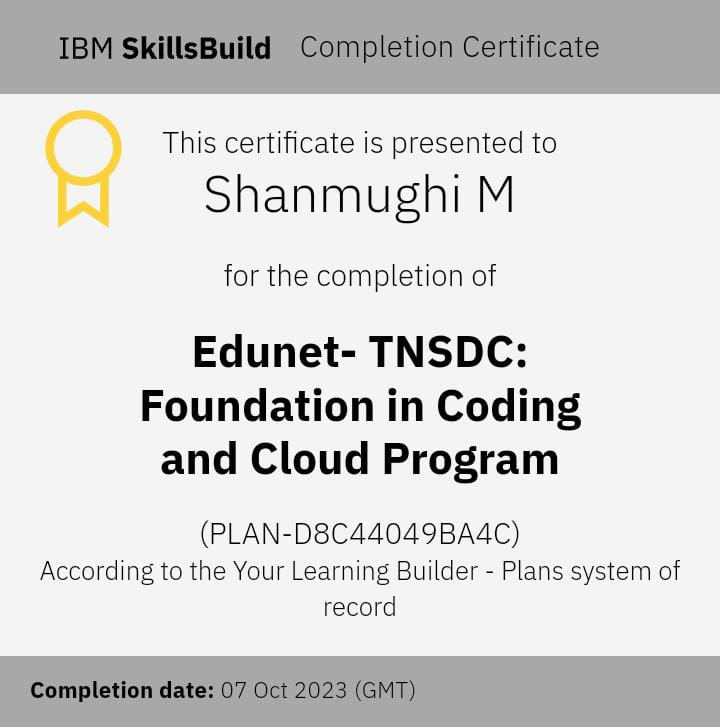 IBM SkillsBuild Completion Certificate
This certificate is presented to
Shanmughi M
for the completion of
Edunet- TNSDC:
Foundation in Coding
and Cloud Program
(PLAN-D8C44049BA4C)
According to the Your Learning Builder - Plans system of
record
Completion date: 07 Oct 2023 (GMT)